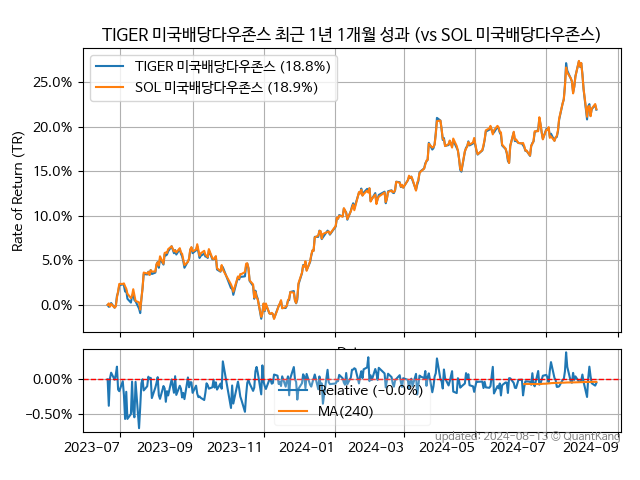 TIGER 미국배당다우존스 최근 1년 1개월 성과 (vs SOL 미국배당다우존스)
TIGER 미국배당다우존스 (18.8%)
SOL 미국배당다우존스 (18.9%)
Rate of Return (TR)
25.0%
20.0%
15.0%
10.0%
5.0%
0.0%
0.00%
−0.50%
Relative (−0.0%)
MA(240)
updated: 2024-08-13 © QuantKang
2023-07
2023-09
2023-11
2024-01
2024-03
2024-05
2024-07
2024-09